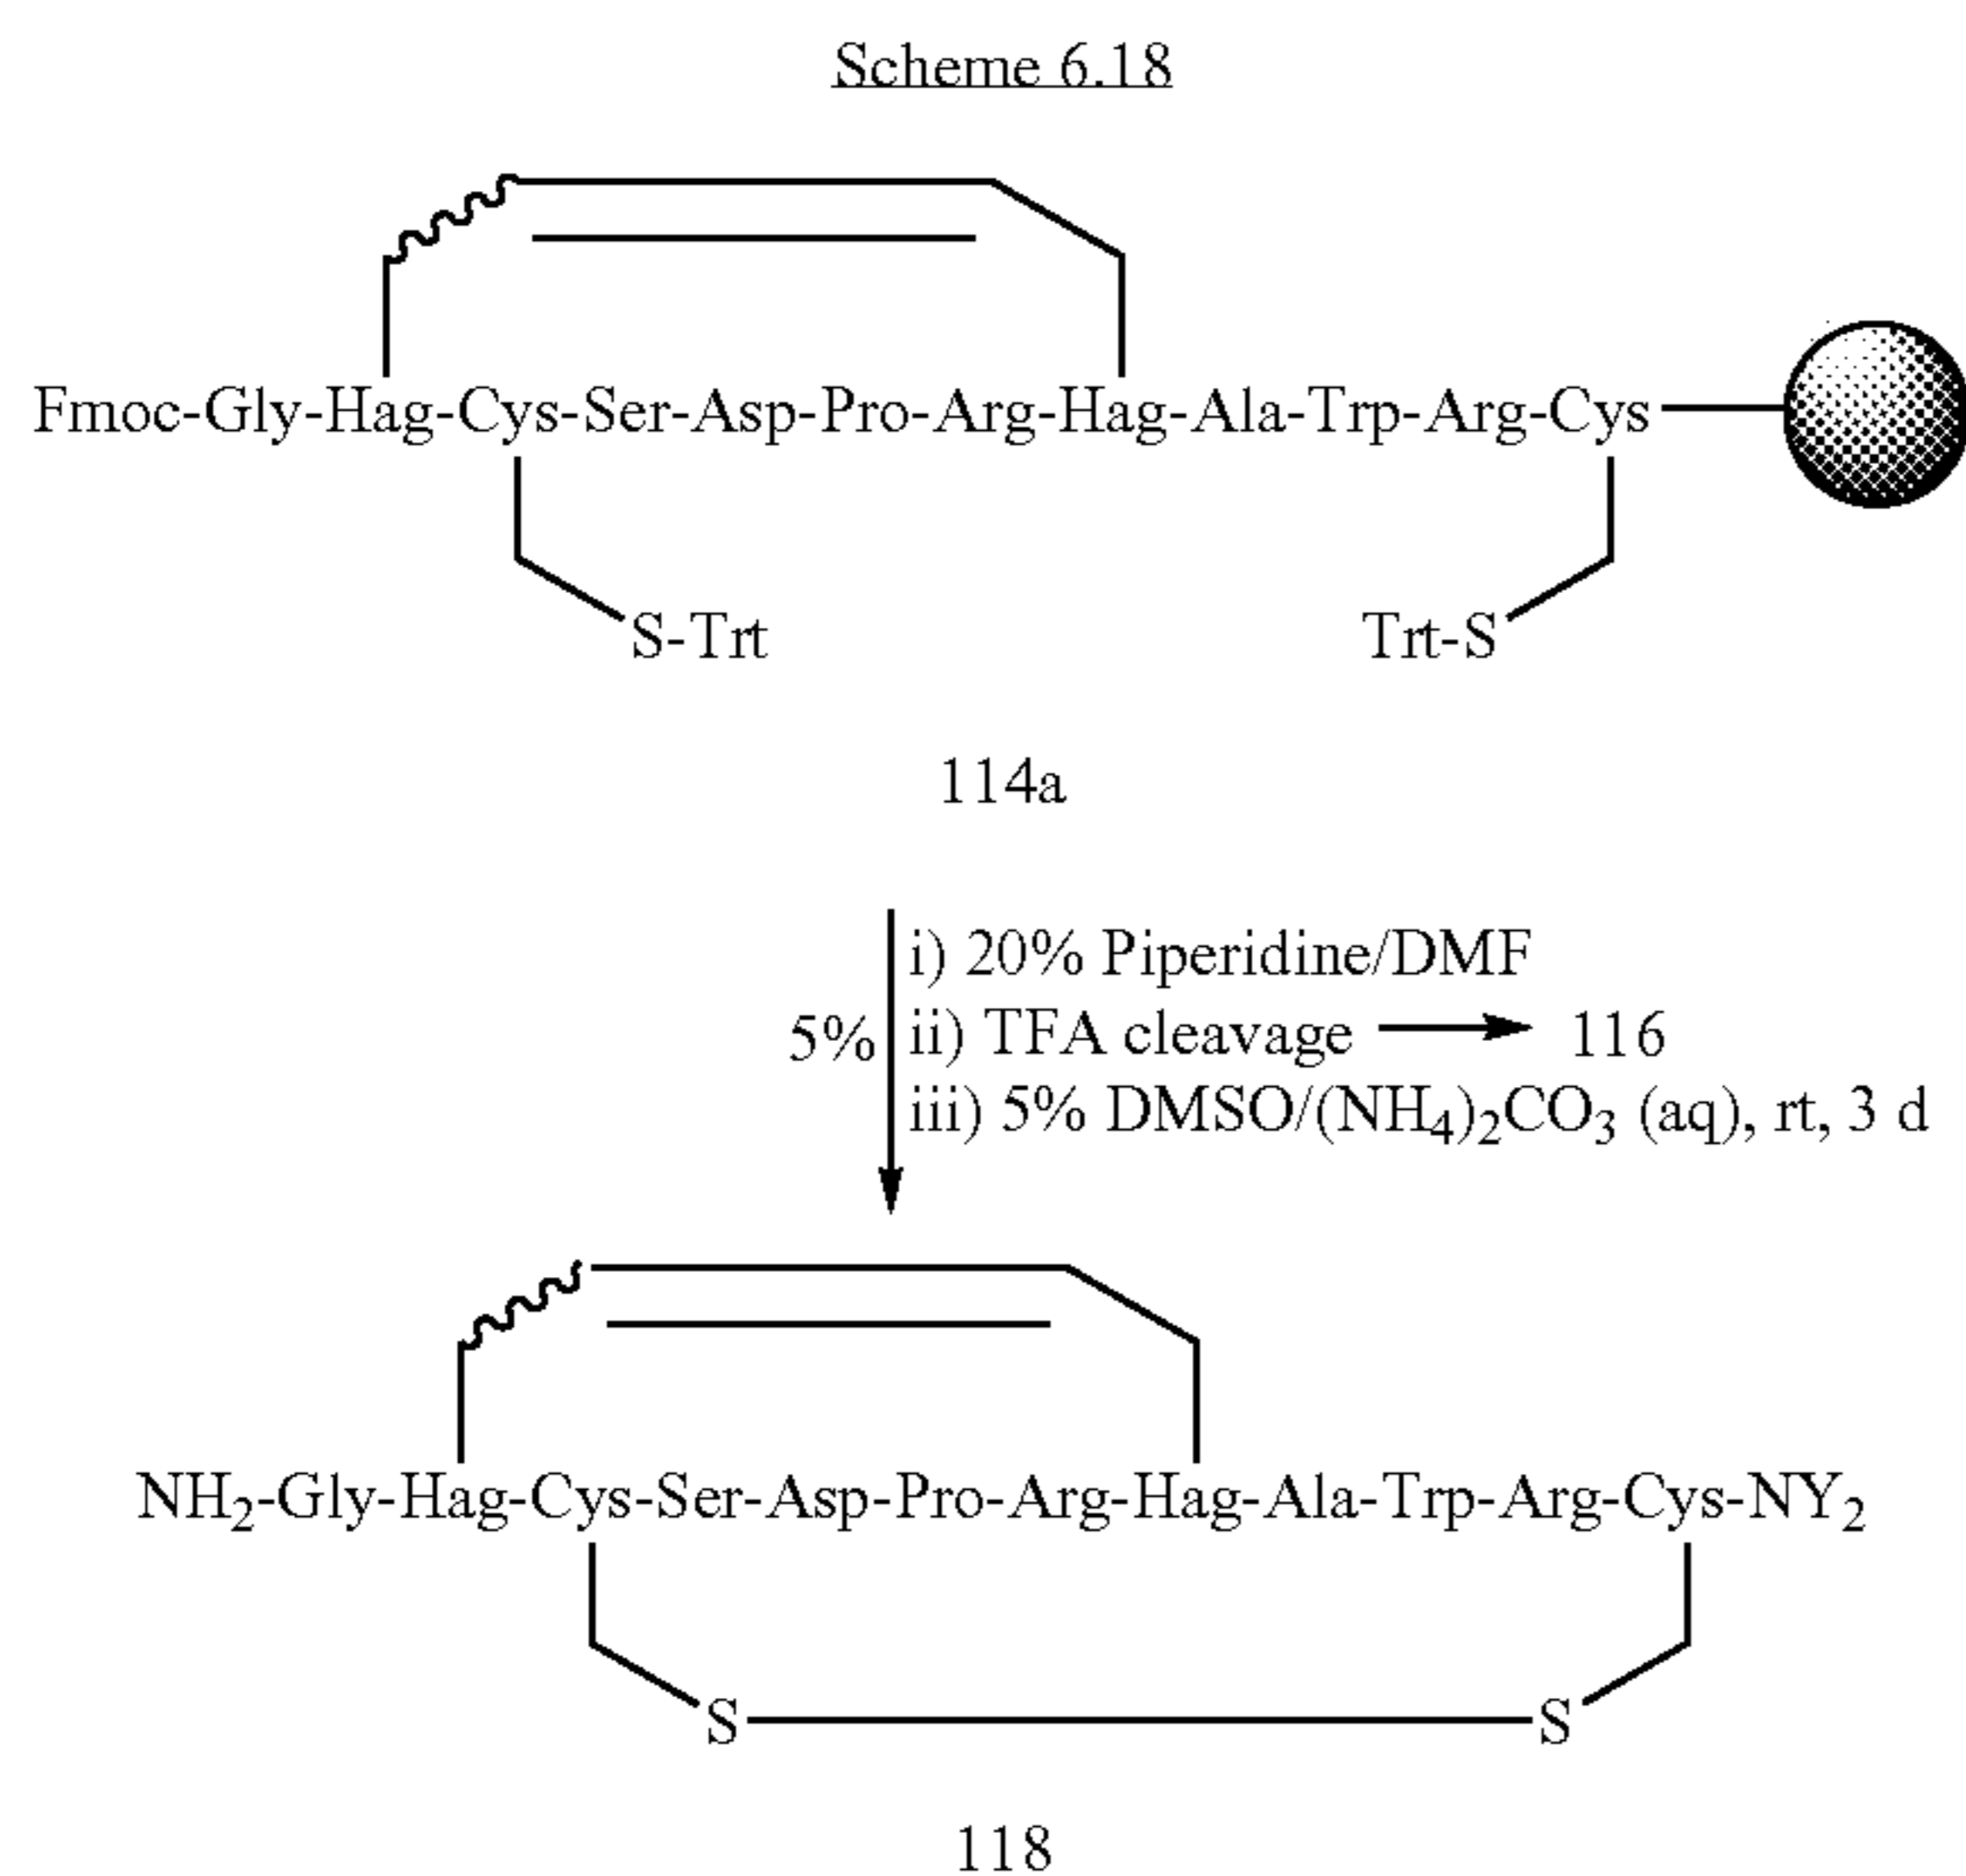 Scheme 6.18
Fmoc-Gly-Hag-Cys-Ser-Asp-Pro-Arg-Hag-Ala-Trp-Arg-Cys
S-Trt
Trt-S
114a
i) 20% Piperidine/DMF
5%
ii) TFA cleavage
116
iii) 5% DMSO/(NH4)2CO3 (aq), rt, 3 d
NH2-Gly-Hag-Cys-Ser-Asp-Pro-Arg-Hag-Ala-Trp-Arg-Cys-NY2
S
S
118